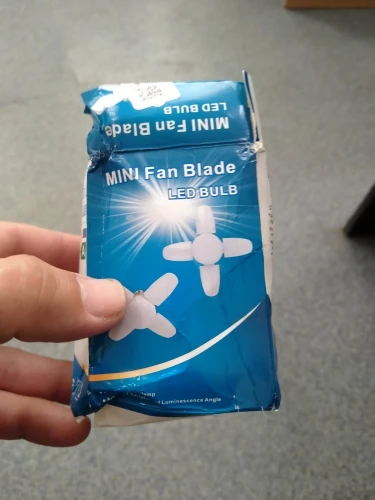 LED BULB
MINI Fan Blade
MINI Fan Blade
LED BULB
Luminescence Angle